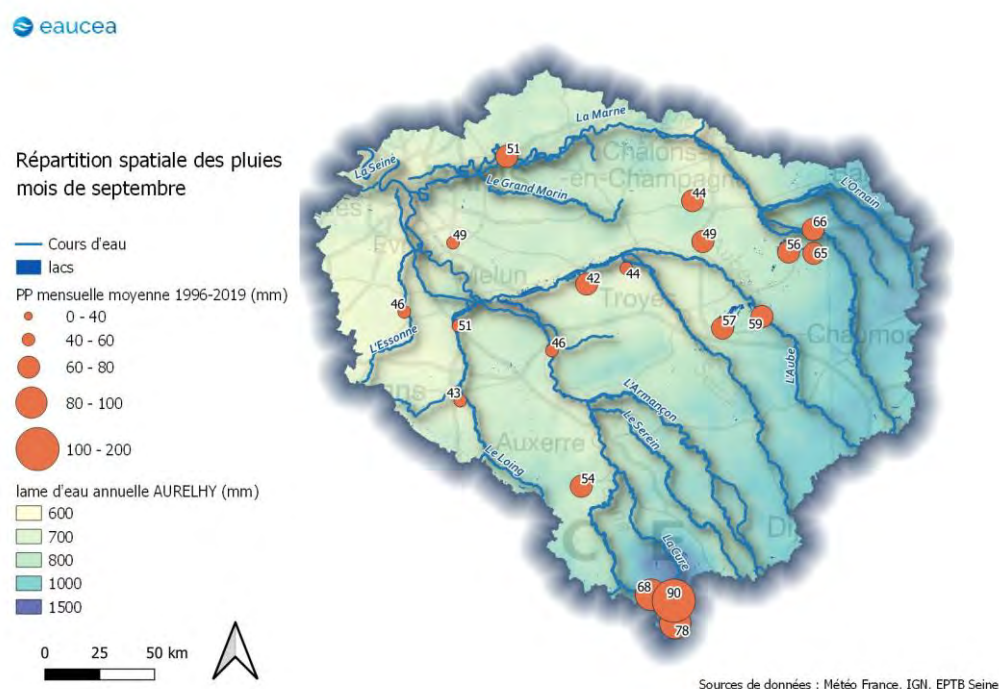 eaucea
Répartition spatiale des pluies
mois de septembre
Cours d'eau
lacs
PP mensuelle moyenne 1996-2019 (mm)
0 - 40
40 - 60
60 - 80
80 - 100
100 - 200
lame d'eau annuelle AURELHY (mm)
600
700
800
1000
1500
0 25 50 km
La Marne
51
La Seine
Châlons-
en-Champagne
Le Grand Morin
L'Ornain
44
66
49
49
56
65
Melun
42
44
Troyes
46
51
57
59
Chaumo
L'Essonne
46
L'Aube
43
L'Armançon
Le Serein
Auxerre
Le Loing
54
La Cure
68
90
78
Sources de données : Météo France, IGN, EPTB Seine